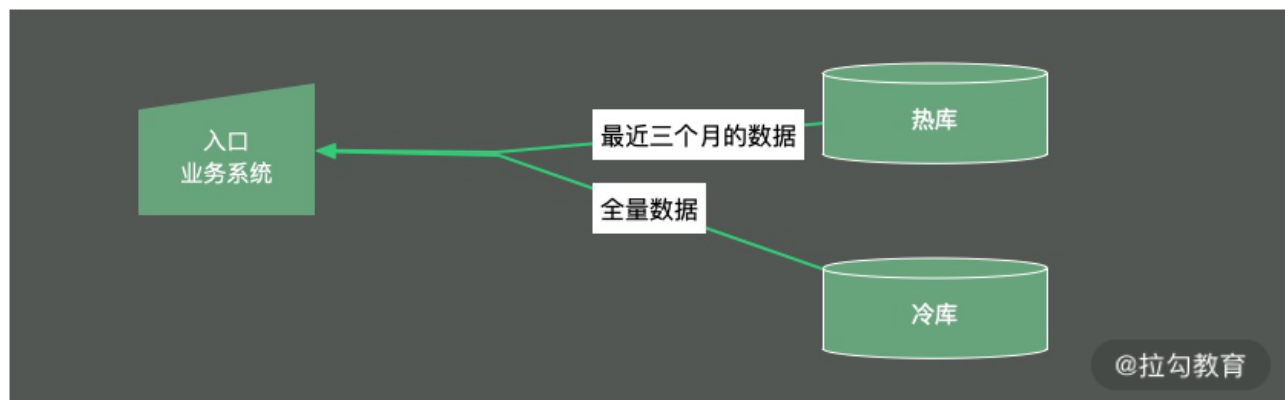 入口
业务系统
最近三个月的数据
热库
全量数据
冷库
@拉勾教育